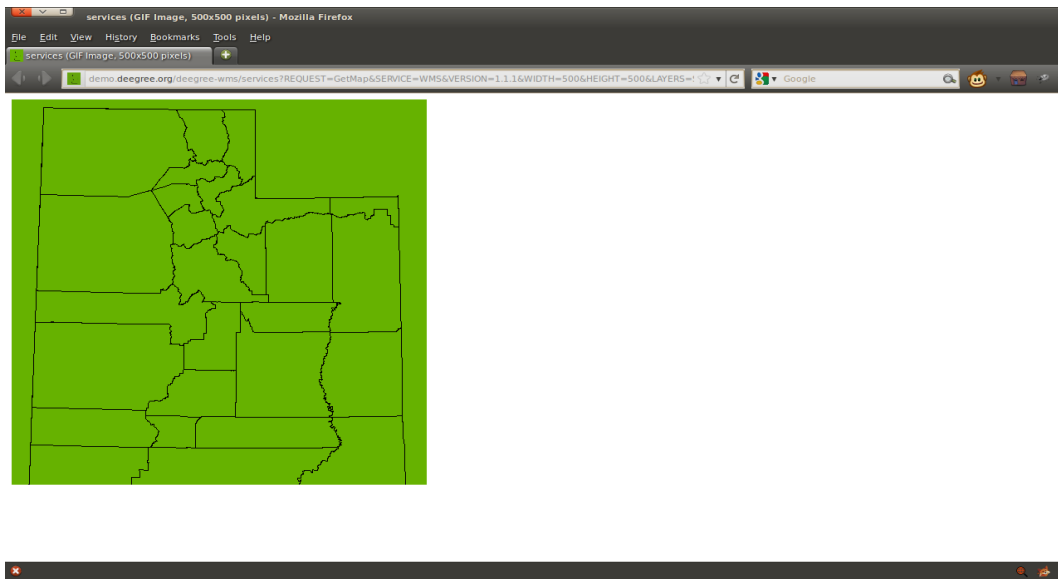 services (GIF Image, 500x500 pixels) - Mozilla Firefox
File Edit View History Bookmarks Tools Help
services (GIF Image, 500x500 pixels)
demo.deegree.org/deegree-wms/services?REQUEST=GetMap&SERVICE=WMS&VERSION=1.1.1&WIDTH=500&HEIGHT=500&LAYERS=
Google